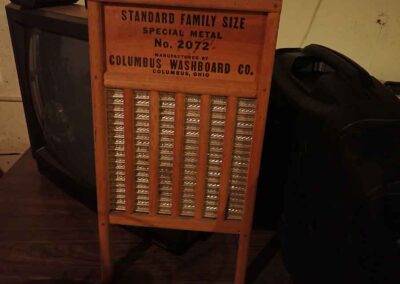 STANDARD FAMILY SIZE
SPECIAL METAL
No. 2072
MANUFACTURED BY
COLUMBUS WASHBOARD CO.
COLUMBUS, OHIO